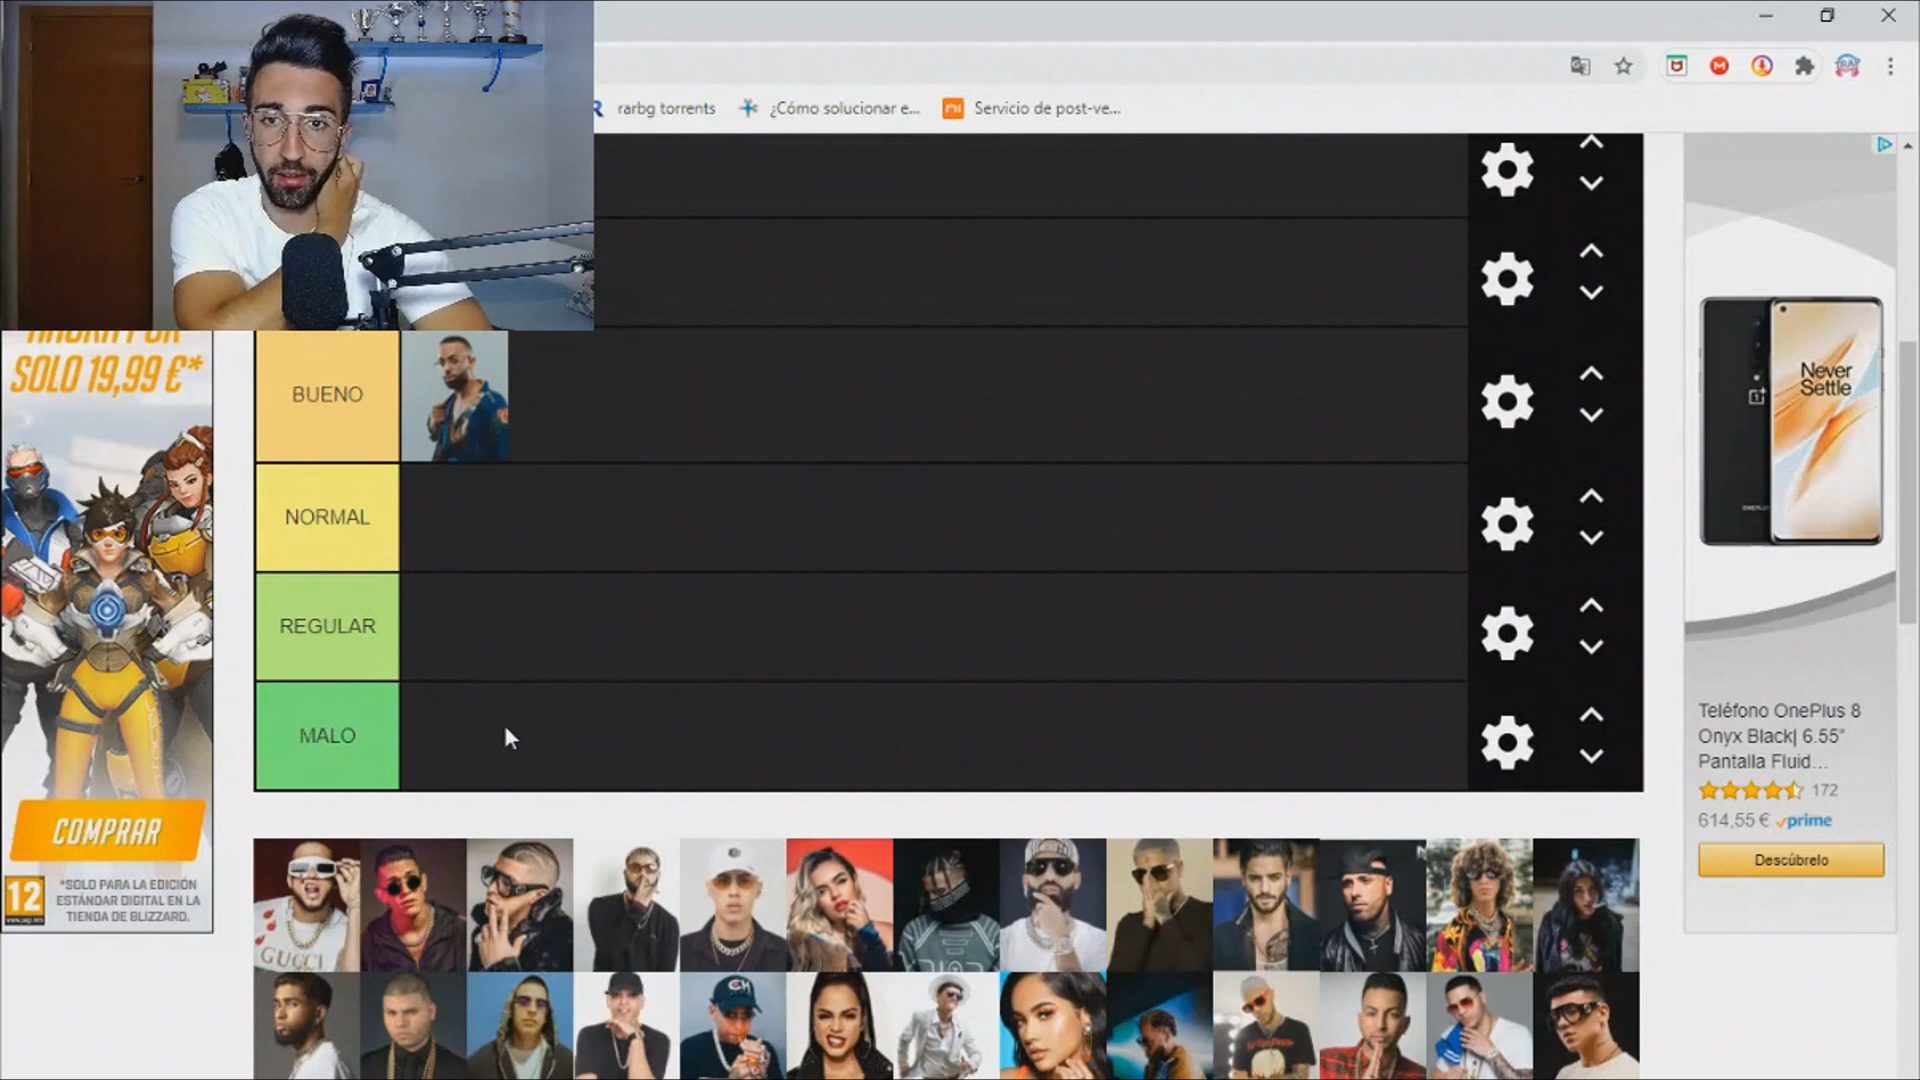 rarbg torrents
¿Cómo solucionar e...
Servicio de post-ve...
AHORA POR
SOLO 19,99 €*
COMPRAR
12
*SOLO PARA LA EDICIÓN
ESTÁNDAR DIGITAL EN LA
TIENDA DE BLIZZARD.
BUENO
NORMAL
REGULAR
MALO
GUCCI
Never
Settle
Teléfono OnePlus 8
Onyx Black| 6.55"
Pantalla Fluid...
172
614,55 € prime
Descúbrelo